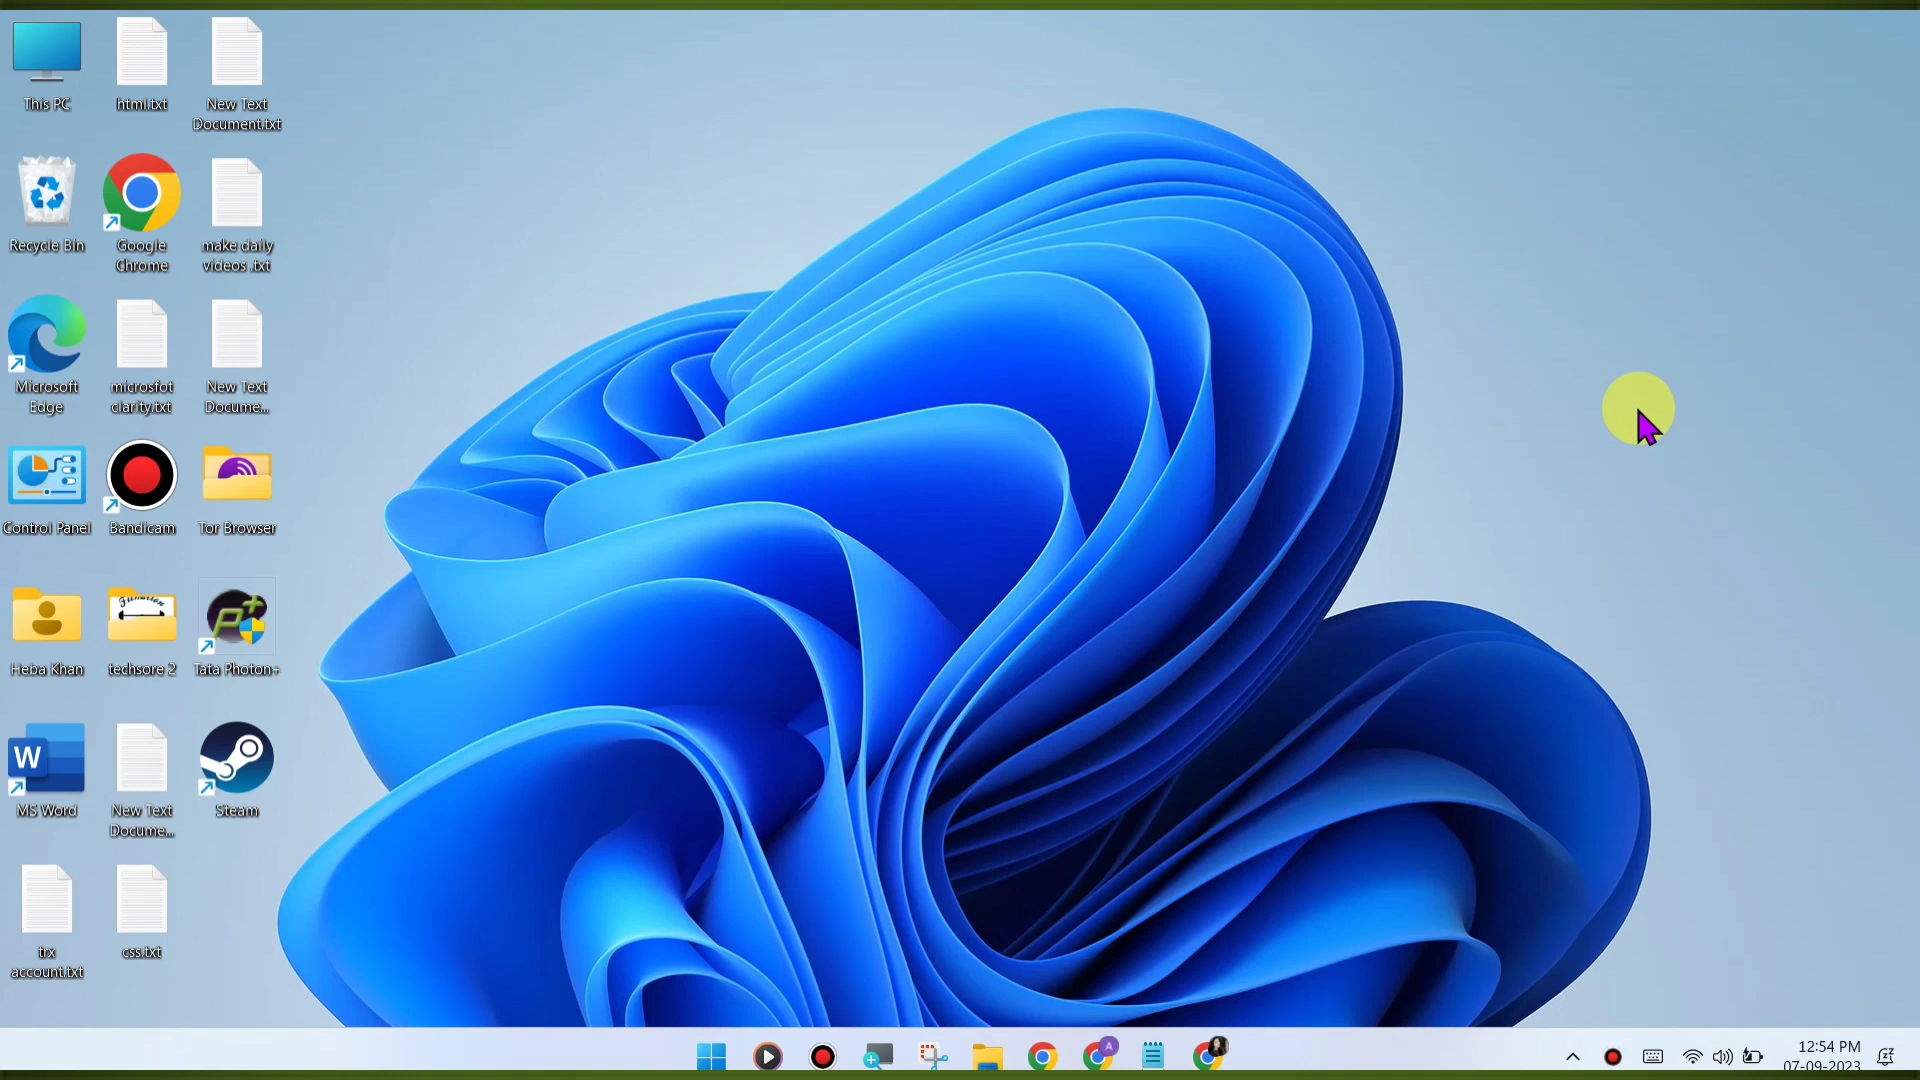 This PC
html.txt
New Text
Document.txt
Recycle Bin
Google
Chrome
make daily
videos .txt
Microsoft
Edge
microsfot
clarity.txt
New Text
Docume...
Control Panel
Bandicam
Tor Browser
Heba Khan
techsore 2
Tata Photon+
W
MS Word
New Text
Docume...
Steam
trx
account.txt
css.txt
A
12:54 PM
07-09-2023